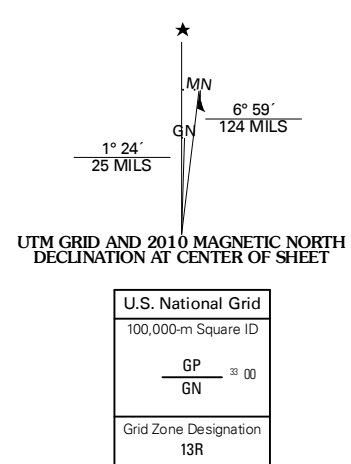 ★
MN
6° 59´
124 MILS
GN
1° 24´
25 MILS
UTM GRID AND 2010 MAGNETIC NORTH
DECLINATION AT CENTER OF SHEET
U.S. National Grid
100,000-m Square ID
GP
33 00
GN
Grid Zone Designation
13R